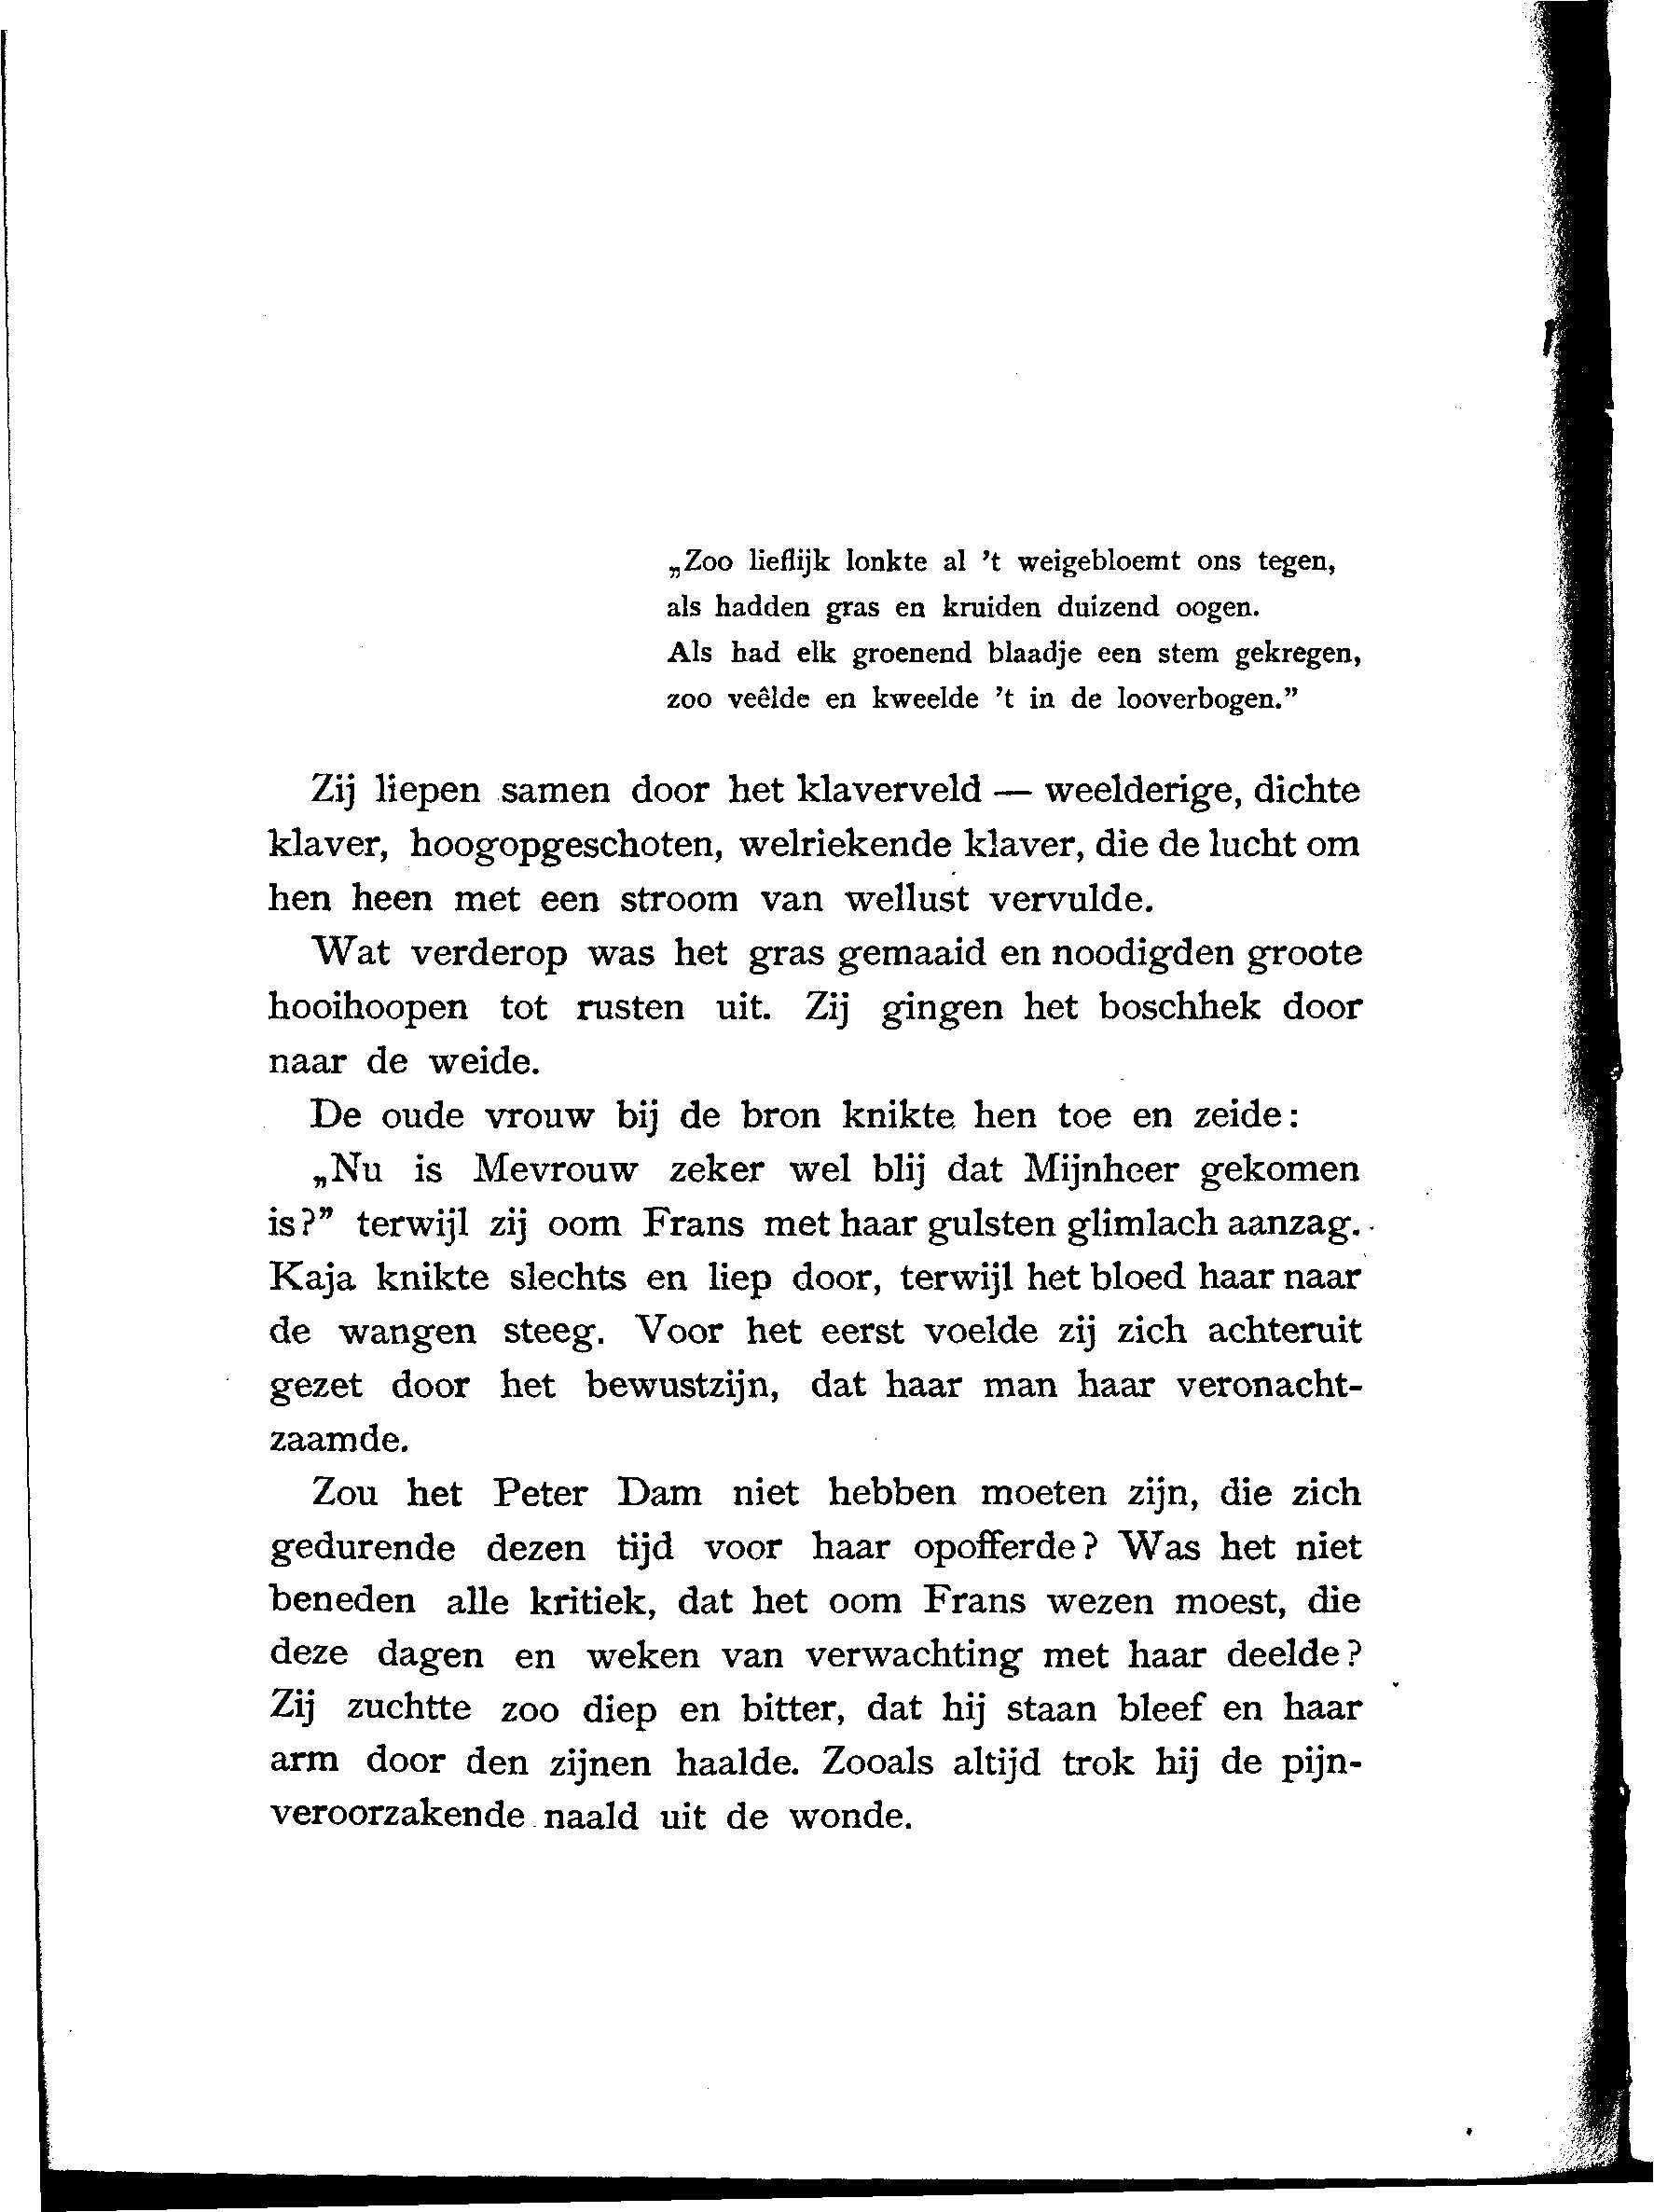 „Zoo lieflijk lonkte al ’t weigebloemt ons tegen,
als hadden gras en kruiden duizend oogen.
Als had elk groenend blaadje een stem gekregen,
zoo veêlde en kweelde ’t in de looverbogen.”
Zij liepen samen door het klaverveld — weelderige, dichte
klaver, hoogopgeschoten, welriekende klaver, die de lucht om
hen heen met een stroom van wellust vervulde.
Wat verderop was het gras gemaaid en noodigden groote
hooihoopen tot rusten uit. Zij gingen het boschhek door
naar de weide.
De oude vrouw bij de bron knikte hen toe en zeide:
„Nu is Mevrouw zeker wel blij dat Mijnheer gekomen
is?” terwijl zij oom Frans met haar gulsten glimlach aanzag.
Kaja knikte slechts en liep door, terwijl het bloed haar naar
de wangen steeg. Voor het eerst voelde zij zich achteruit
gezet door het bewustzijn, dat haar man haar veronacht-
zaamde.
Zou het Peter Dam niet hebben moeten zijn, die zich
gedurende dezen tijd voor haar opofferde? Was het niet
beneden alle kritiek, dat het oom Frans wezen moest, die
deze dagen en weken van verwachting met haar deelde?
Zij zuchtte zoo diep en bitter, dat hij staan bleef en haar
arm door den zijnen haalde. Zooals altijd trok hij de pijn-
veroorzakende naald uit de wonde.